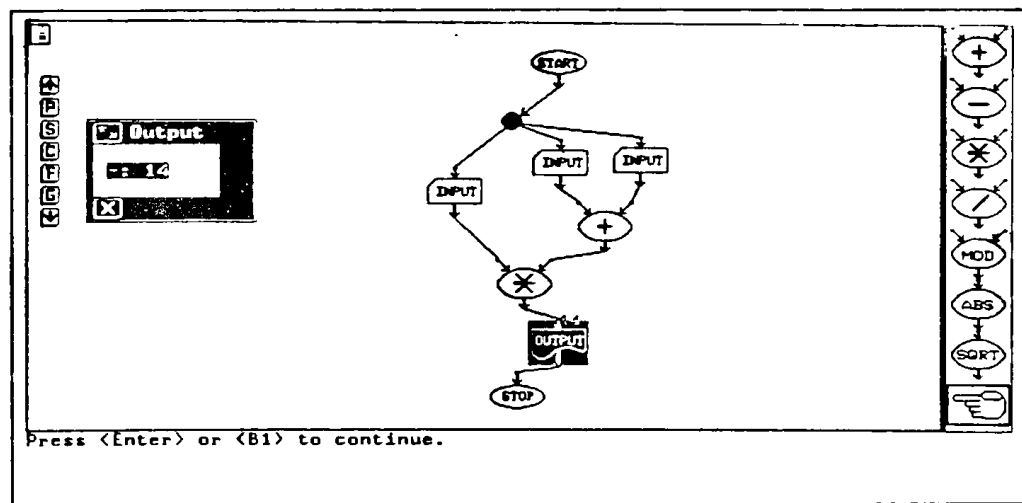 START
P
S
C
F
G
Output
-: 14
X
INPUT
INPUT
INPUT
+
*
OUTPUT
STOP
+
-
*
/
MOD
ABS
SQRT
Press <Enter> or <B1> to continue.